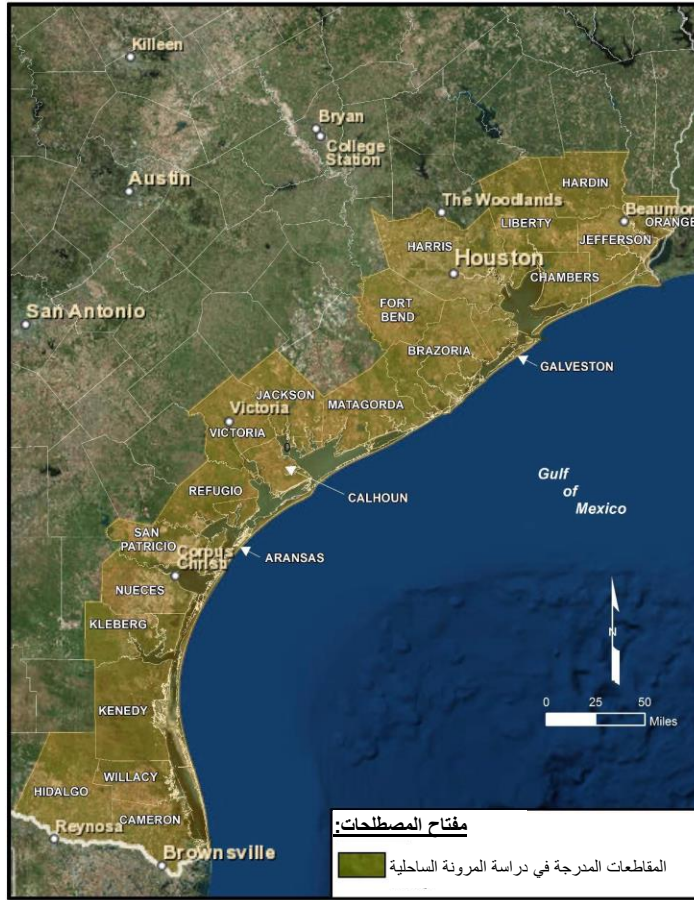 Killeen
Bryan
College
Station
Austin
HARDIN
The Woodlands
Beaumon
LIBERTY
ORANGE
HARRIS
JEFFERSON
Houston
CHAMBERS
San Antonio
FORT
BEND
BRAZORIA
GALVESTON
JACKSON
MATAGORDA
Victoria
VICTORIA
Gulf
of
Mexico
REFUGIO
CALHOUN
SAN
PATRICIO
Corpus
Christi
ARANSAS
NUECES
KLEBERG
N
KENEDY
0 25 50
Miles
WILLACY
HIDALGO
CAMERON
Reynosa
Brownsville
مفتاح المصطلحات:
المقاطعات المدرجة في دراسة المرونة الساحلية